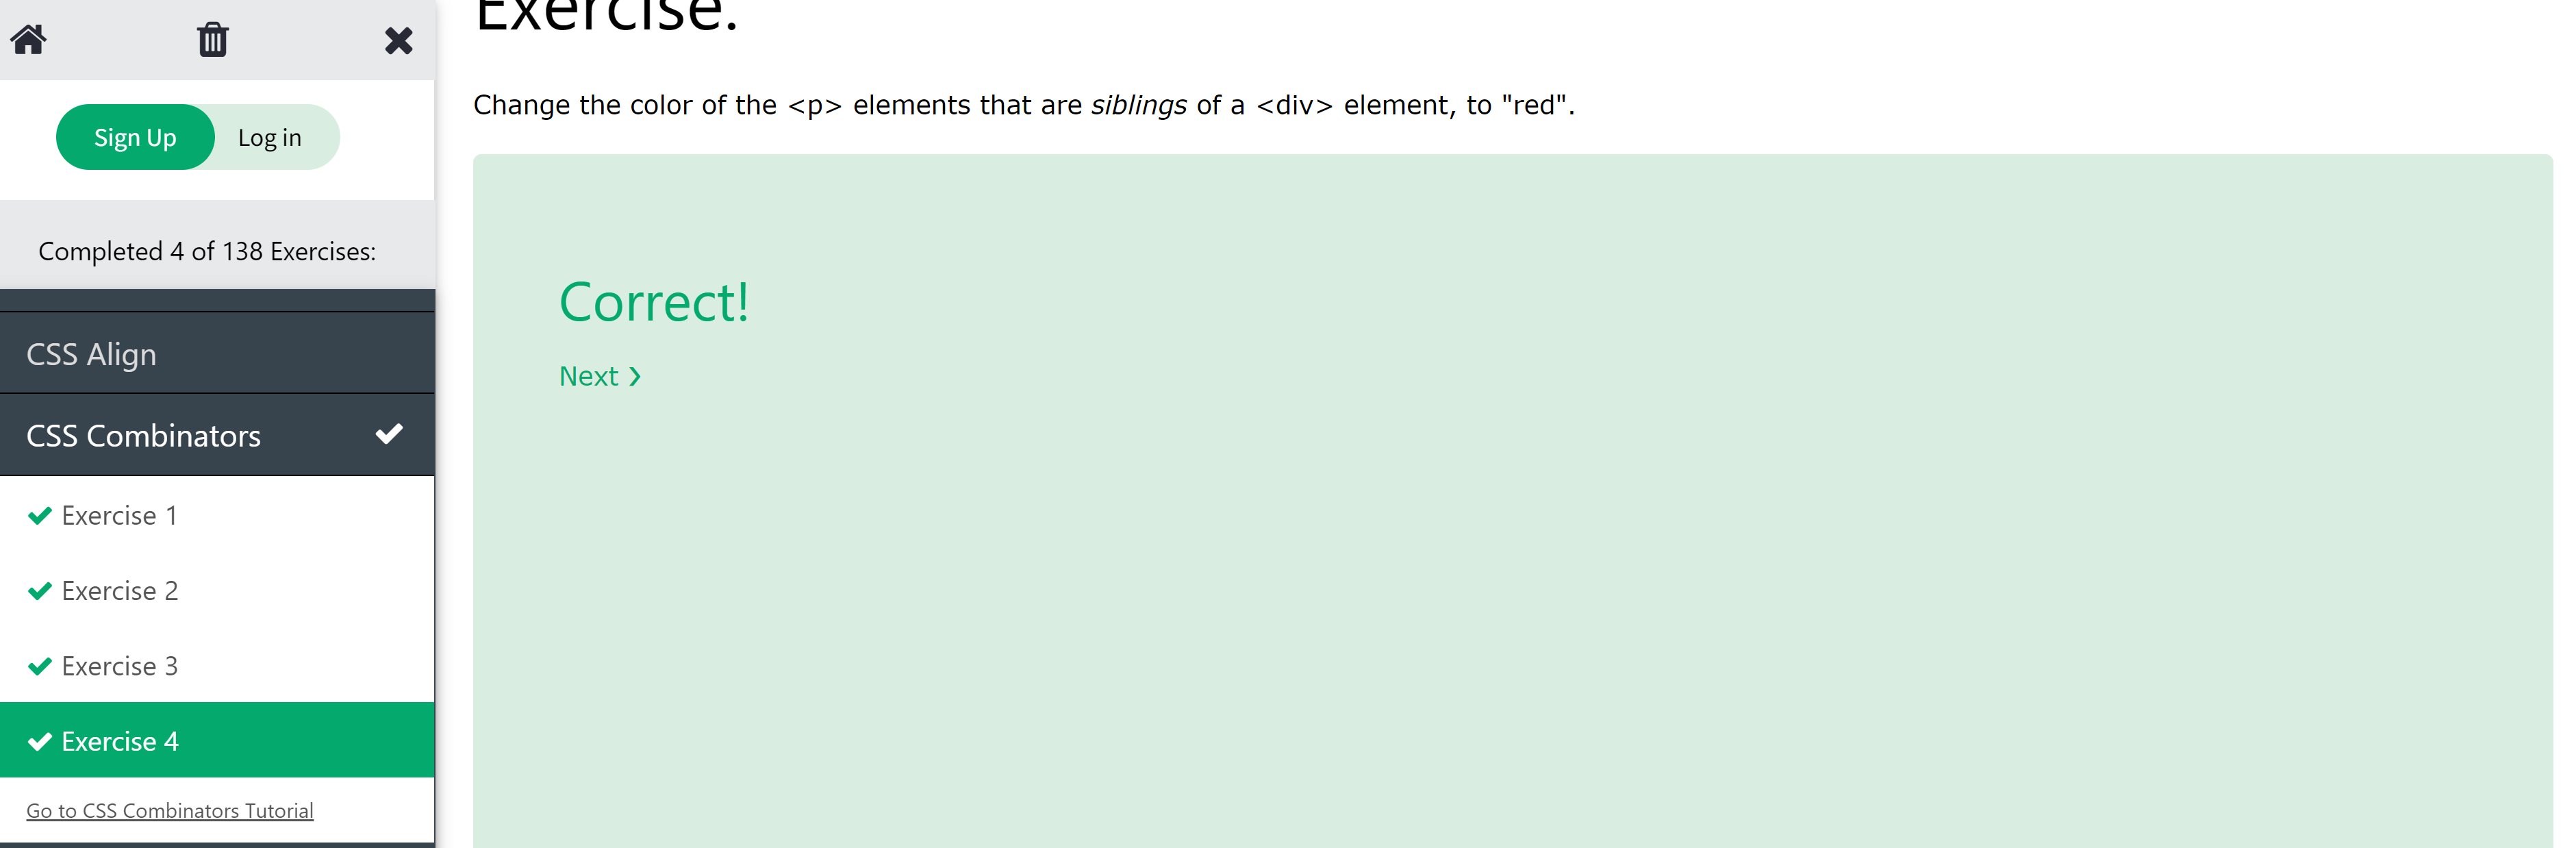 Exercise:
Sign Up
Log in
Completed 4 of 138 Exercises:
CSS Align
CSS Combinators
Exercise 1
Exercise 2
Exercise 3
Exercise 4
Go to CSS Combinators Tutorial
Change the color of the <p> elements that are siblings of a <div> element, to "red".
Correct!
Next ❯